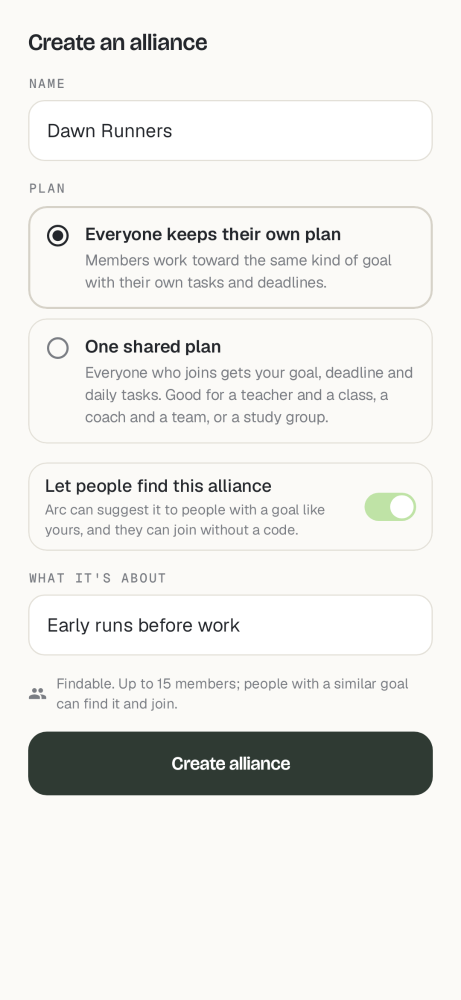 Create an alliance
NAME
Dawn Runners
PLAN
Everyone keeps their own plan
Members work toward the same kind of goal
with their own tasks and deadlines.
One shared plan
Everyone who joins gets your goal, deadline and
daily tasks. Good for a teacher and a class, a
coach and a team, or a study group.
Let people find this alliance
Arc can suggest it to people with a goal like
yours, and they can join without a code.
WHAT IT'S ABOUT
Early runs before work
Findable. Up to 15 members; people with a similar goal
can find it and join.
Create alliance